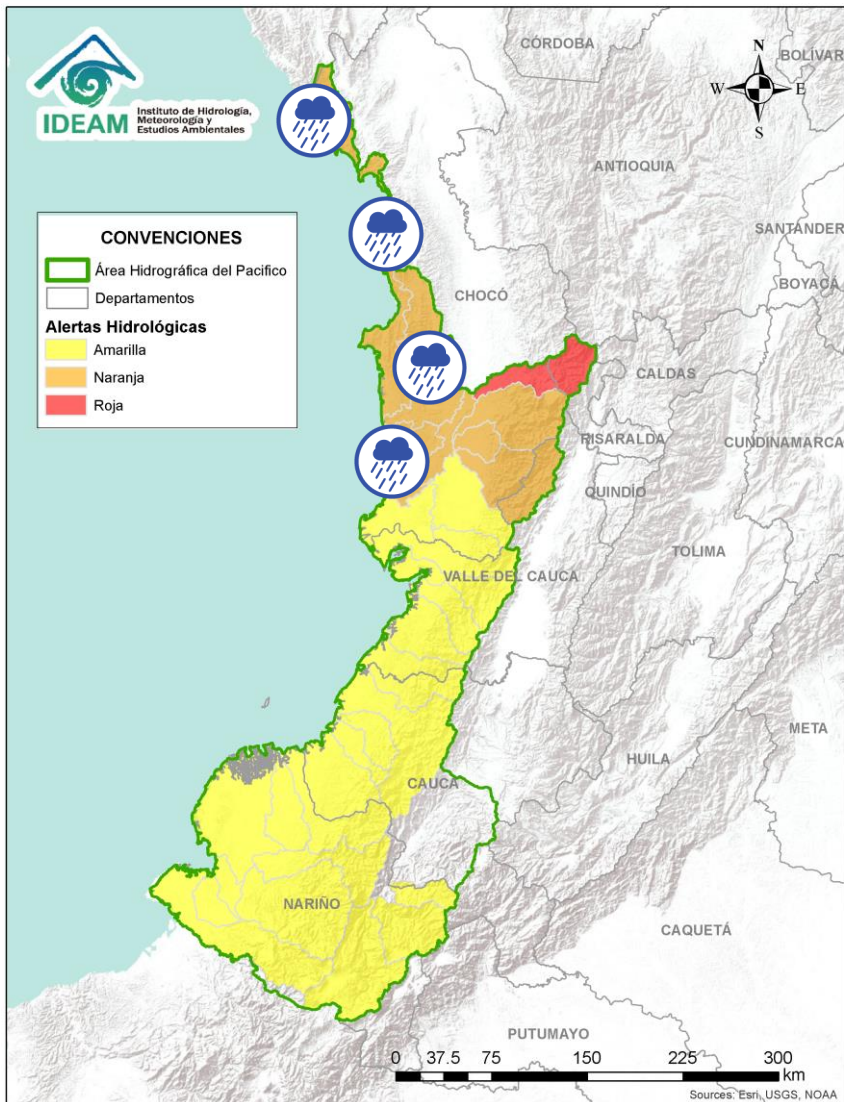 IDEAM
Instituto de Hidrología,
Meteorología y
Estudios Ambientales
CÓRDOBA
BOLÍVAR
N
W
E
S
ANTIOQUIA
SANTANDER
BOYACÁ
CONVENCIONES
Área Hidrográfica del Pacifico
Departamentos
Alertas Hidrológicas
Amarilla
Naranja
Roja
CHOCÓ
CALDAS
RISARALDA
CUNDINAMARCA
QUINDÍO
TOLIMA
VALLE DEL CAUCA
META
HUILA
CAUCA
NARIÑO
CAQUETÁ
PUTUMAYO
0 37.5 75 150 225 300
km
Sources: Esri, USGS, NOAA